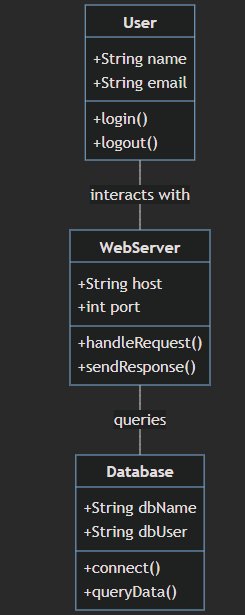 User
+String name
+String email
+login()
+logout()
interacts with
WebServer
+String host
+int port
+handleRequest()
+sendResponse()
queries
Database
+String dbName
+String dbUser
+connect()
+queryData()